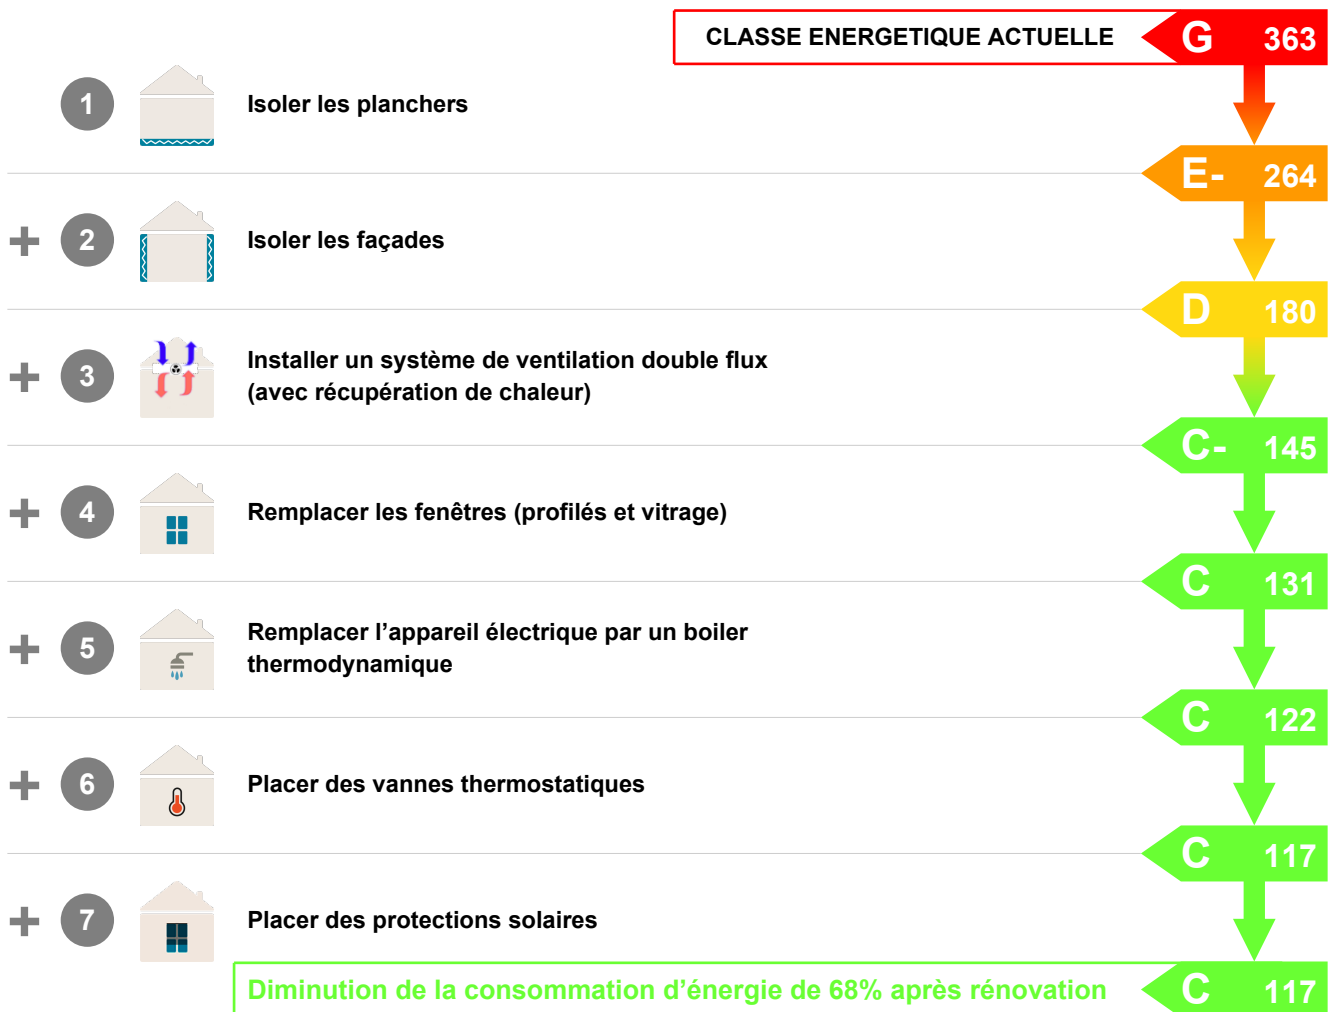 CLASSE ENERGETIQUE ACTUELLE G 363
1 Isoler les planchers
E- 264
+ 2 Isoler les façades
D 180
+ 3 Installer un système de ventilation double flux
(avec récupération de chaleur)
C- 145
+ 4 Remplacer les fenêtres (profilés et vitrage)
C 131
+ 5 Remplacer l’appareil électrique par un boiler
thermodynamique
C 122
+ 6 Placer des vannes thermostatiques
C 117
+ 7 Placer des protections solaires
Diminution de la consommation d’énergie de 68% après rénovation C 117